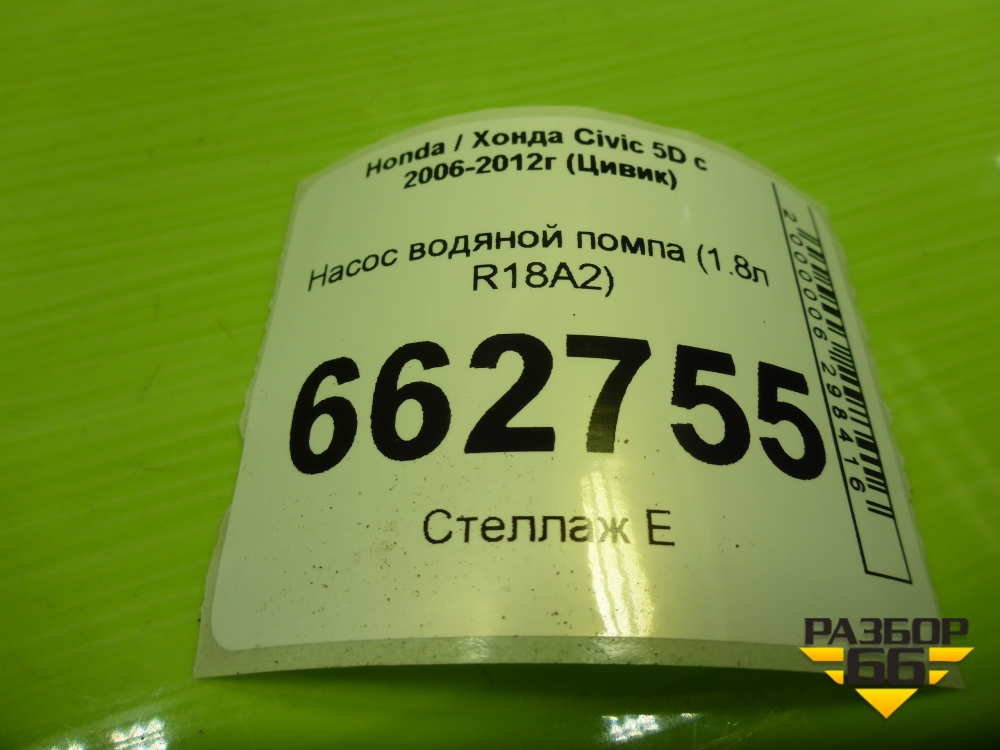 Honda / Хонда Civic 5D с
2006-2012г (Цивик)
Насос водяной помпа (1.8л
R18A2)
662755
Стеллаж Е
2000006298416
РАЗБОР
66